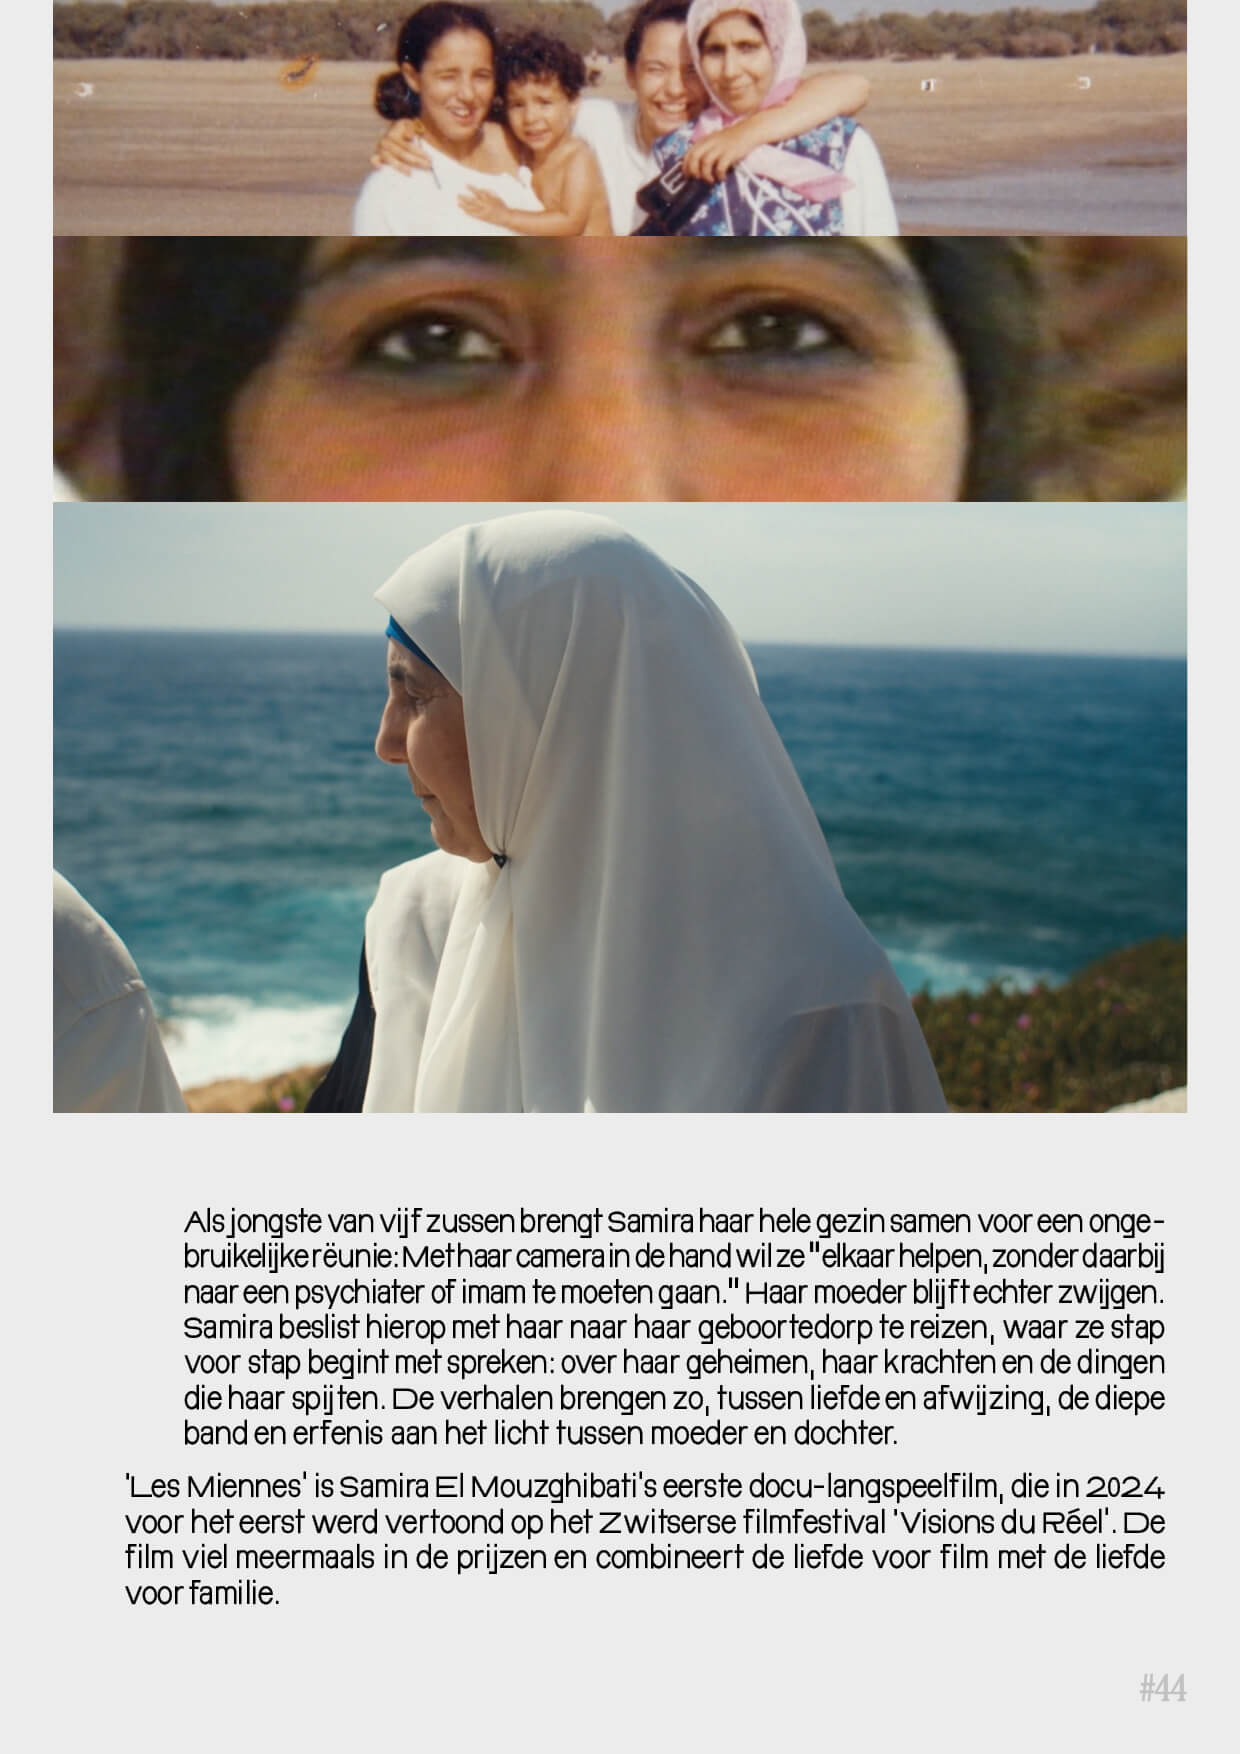 Als jongste van vijf zussen brengt Samira haar hele gezin samen voor een onge-
bruikelijke rëunie: Met haar camera in de hand wil ze "elkaar helpen, zonder daarbij
naar een psychiater of imam te moeten gaan." Haar moeder blijft echter zwijgen.
Samira beslist hierop met haar naar haar geboortedorp te reizen, waar ze stap
voor stap begint met spreken: over haar geheimen, haar krachten en de dingen
die haar spijten. De verhalen brengen zo, tussen liefde en afwijzing, de diepe
band en erfenis aan het licht tussen moeder en dochter.
'Les Miennes' is Samira El Mouzghibati's eerste docu-langspeelfilm, die in 2024
voor het eerst werd vertoond op het Zwitserse filmfestival 'Visions du Réel'. De
film viel meermaals in de prijzen en combineert de liefde voor film met de liefde
voor familie.
#44